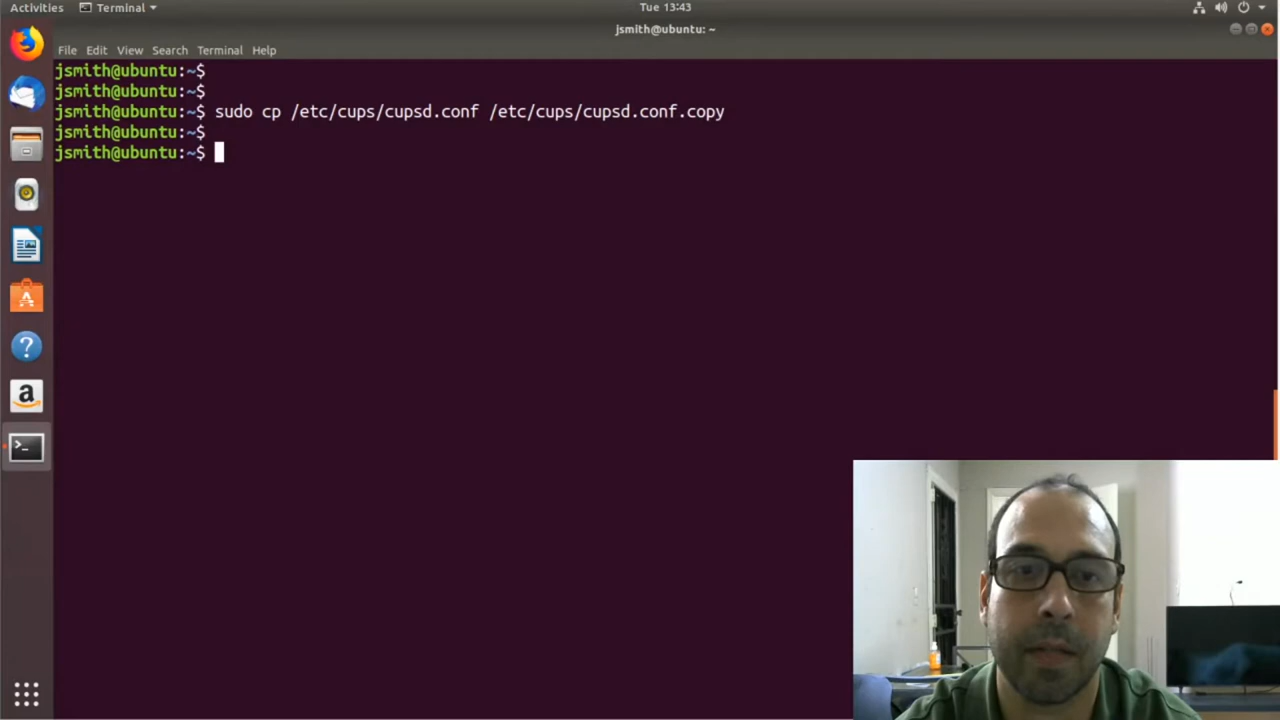 Activities Terminal Tue 13:43
jsmith@ubuntu: ~
File Edit View Search Terminal Help
jsmith@ubuntu:~$
jsmith@ubuntu:~$
jsmith@ubuntu:~$ sudo cp /etc/cups/cupsd.conf /etc/cups/cupsd.conf.copy
jsmith@ubuntu:~$
jsmith@ubuntu:~$